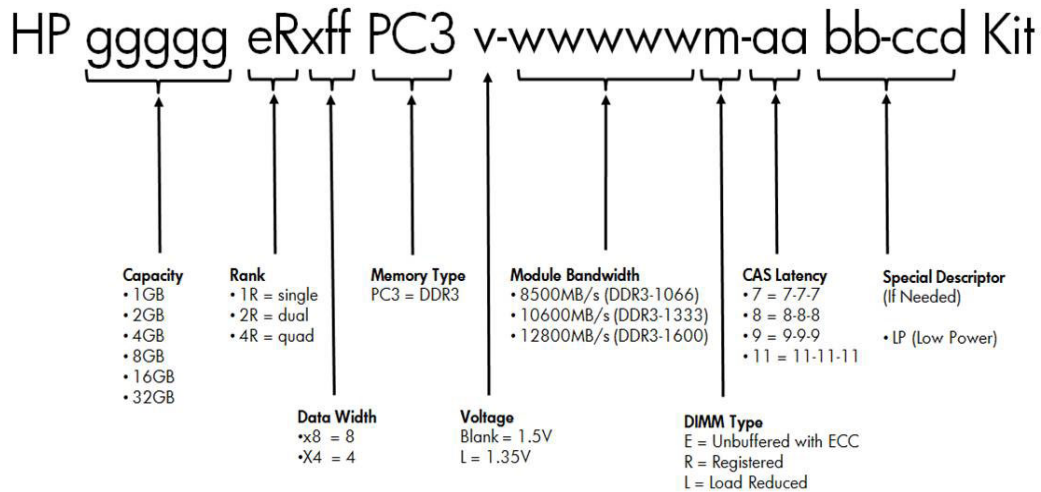 HP ggggg eRxff PC3 v-wwwwwm-aa bb-ccd Kit
Capacity
• 1GB
• 2GB
• 4GB
• 8GB
• 16GB
• 32GB
Rank
• 1R = single
• 2R = dual
• 4R = quad
Memory Type
PC3 = DDR3
Module Bandwidth
• 8500MB/s (DDR3-1066)
• 10600MB/s (DDR3-1333)
• 12800MB/s (DDR3-1600)
CAS Latency
• 7 = 7-7-7
• 8 = 8-8-8
• 9 = 9-9-9
• 11 = 11-11-11
Special Descriptor
(If Needed)
• LP (Low Power)
Data Width
•x8 = 8
•X4 = 4
Voltage
Blank = 1.5V
L = 1.35V
DIMM Type
E = Unbuffered with ECC
R = Registered
L = Load Reduced